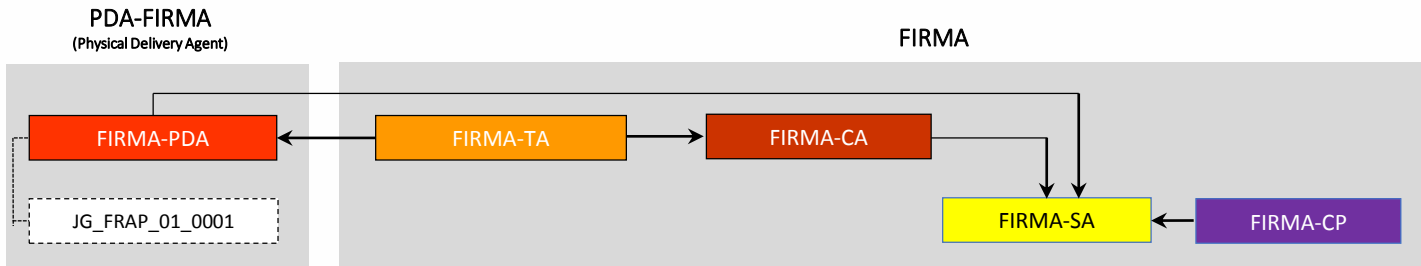 PDA-FIRMA
(Physical Delivery Agent)
FIRMA
FIRMA-PDA
FIRMA-TA
FIRMA-CA
JG_FRAP_01_0001
FIRMA-SA
FIRMA-CP